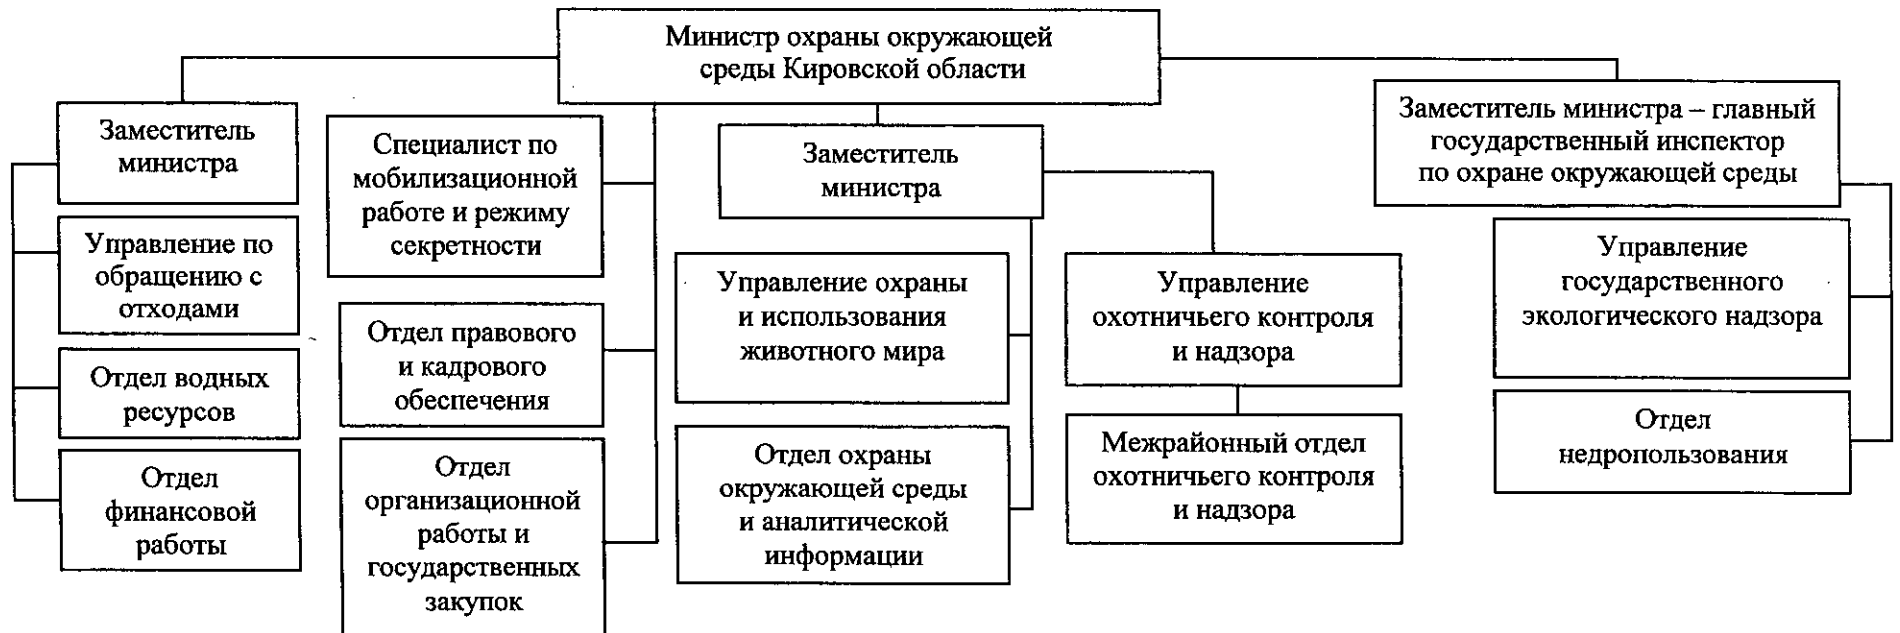 Министр охраны окружающей
среды Кировской области
Заместитель
министра
Управление по
обращению с
отходами
Отдел водных
ресурсов
Отдел
финансовой
работы
Специалист по
мобилизационной
работе и режиму
секретности
Отдел правового
и кадрового
обеспечения
Отдел
организационной
работы и
государственных
закупок
Заместитель
министра
Управление охраны
и использования
животного мира
Отдел охраны
окружающей среды
и аналитической
информации
Управление
охотничьего контроля
и надзора
Межрайонный отдел
охотничьего контроля
и надзора
Заместитель министра – главный
государственный инспектор
по охране окружающей среды
Управление
государственного
экологического надзора
Отдел
недропользования